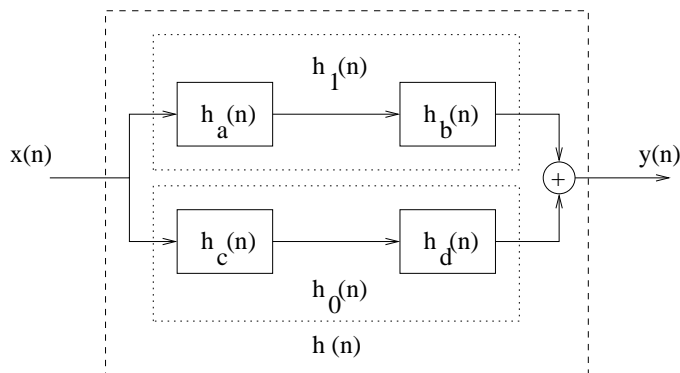 h_1(n)
h_a(n)
h_b(n)
x(n)
y(n)
+
h_c(n)
h_d(n)
h_0(n)
h (n)